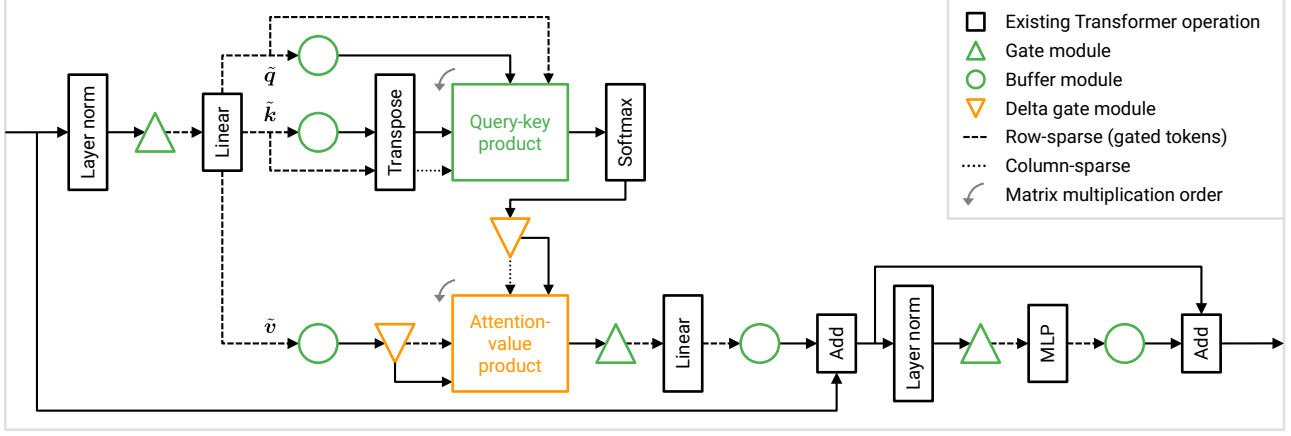 Existing Transformer operation
Gate module
Buffer module
Delta gate module
Row-sparse (gated tokens)
Column-sparse
Matrix multiplication order
Layer norm
Linear
q̃
k̃
ṽ
Transpose
Query-key
product
Softmax
Attention-
value
product
Linear
Add
Layer norm
MLP
Add